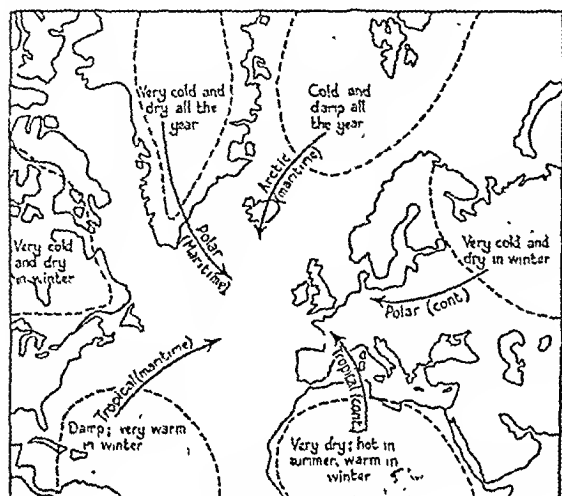 Very cold and
dry all the
year
Cold and
damp all
the year
Arctic
(maritime)
Polar
(Maritime)
Very cold
and dry
in winter
Very cold and
dry in winter
Polar (cont)
Tropical (maritime)
Tropical (cont)
Damp; very warm
in winter
Very dry; hot in
summer, warm in
winter